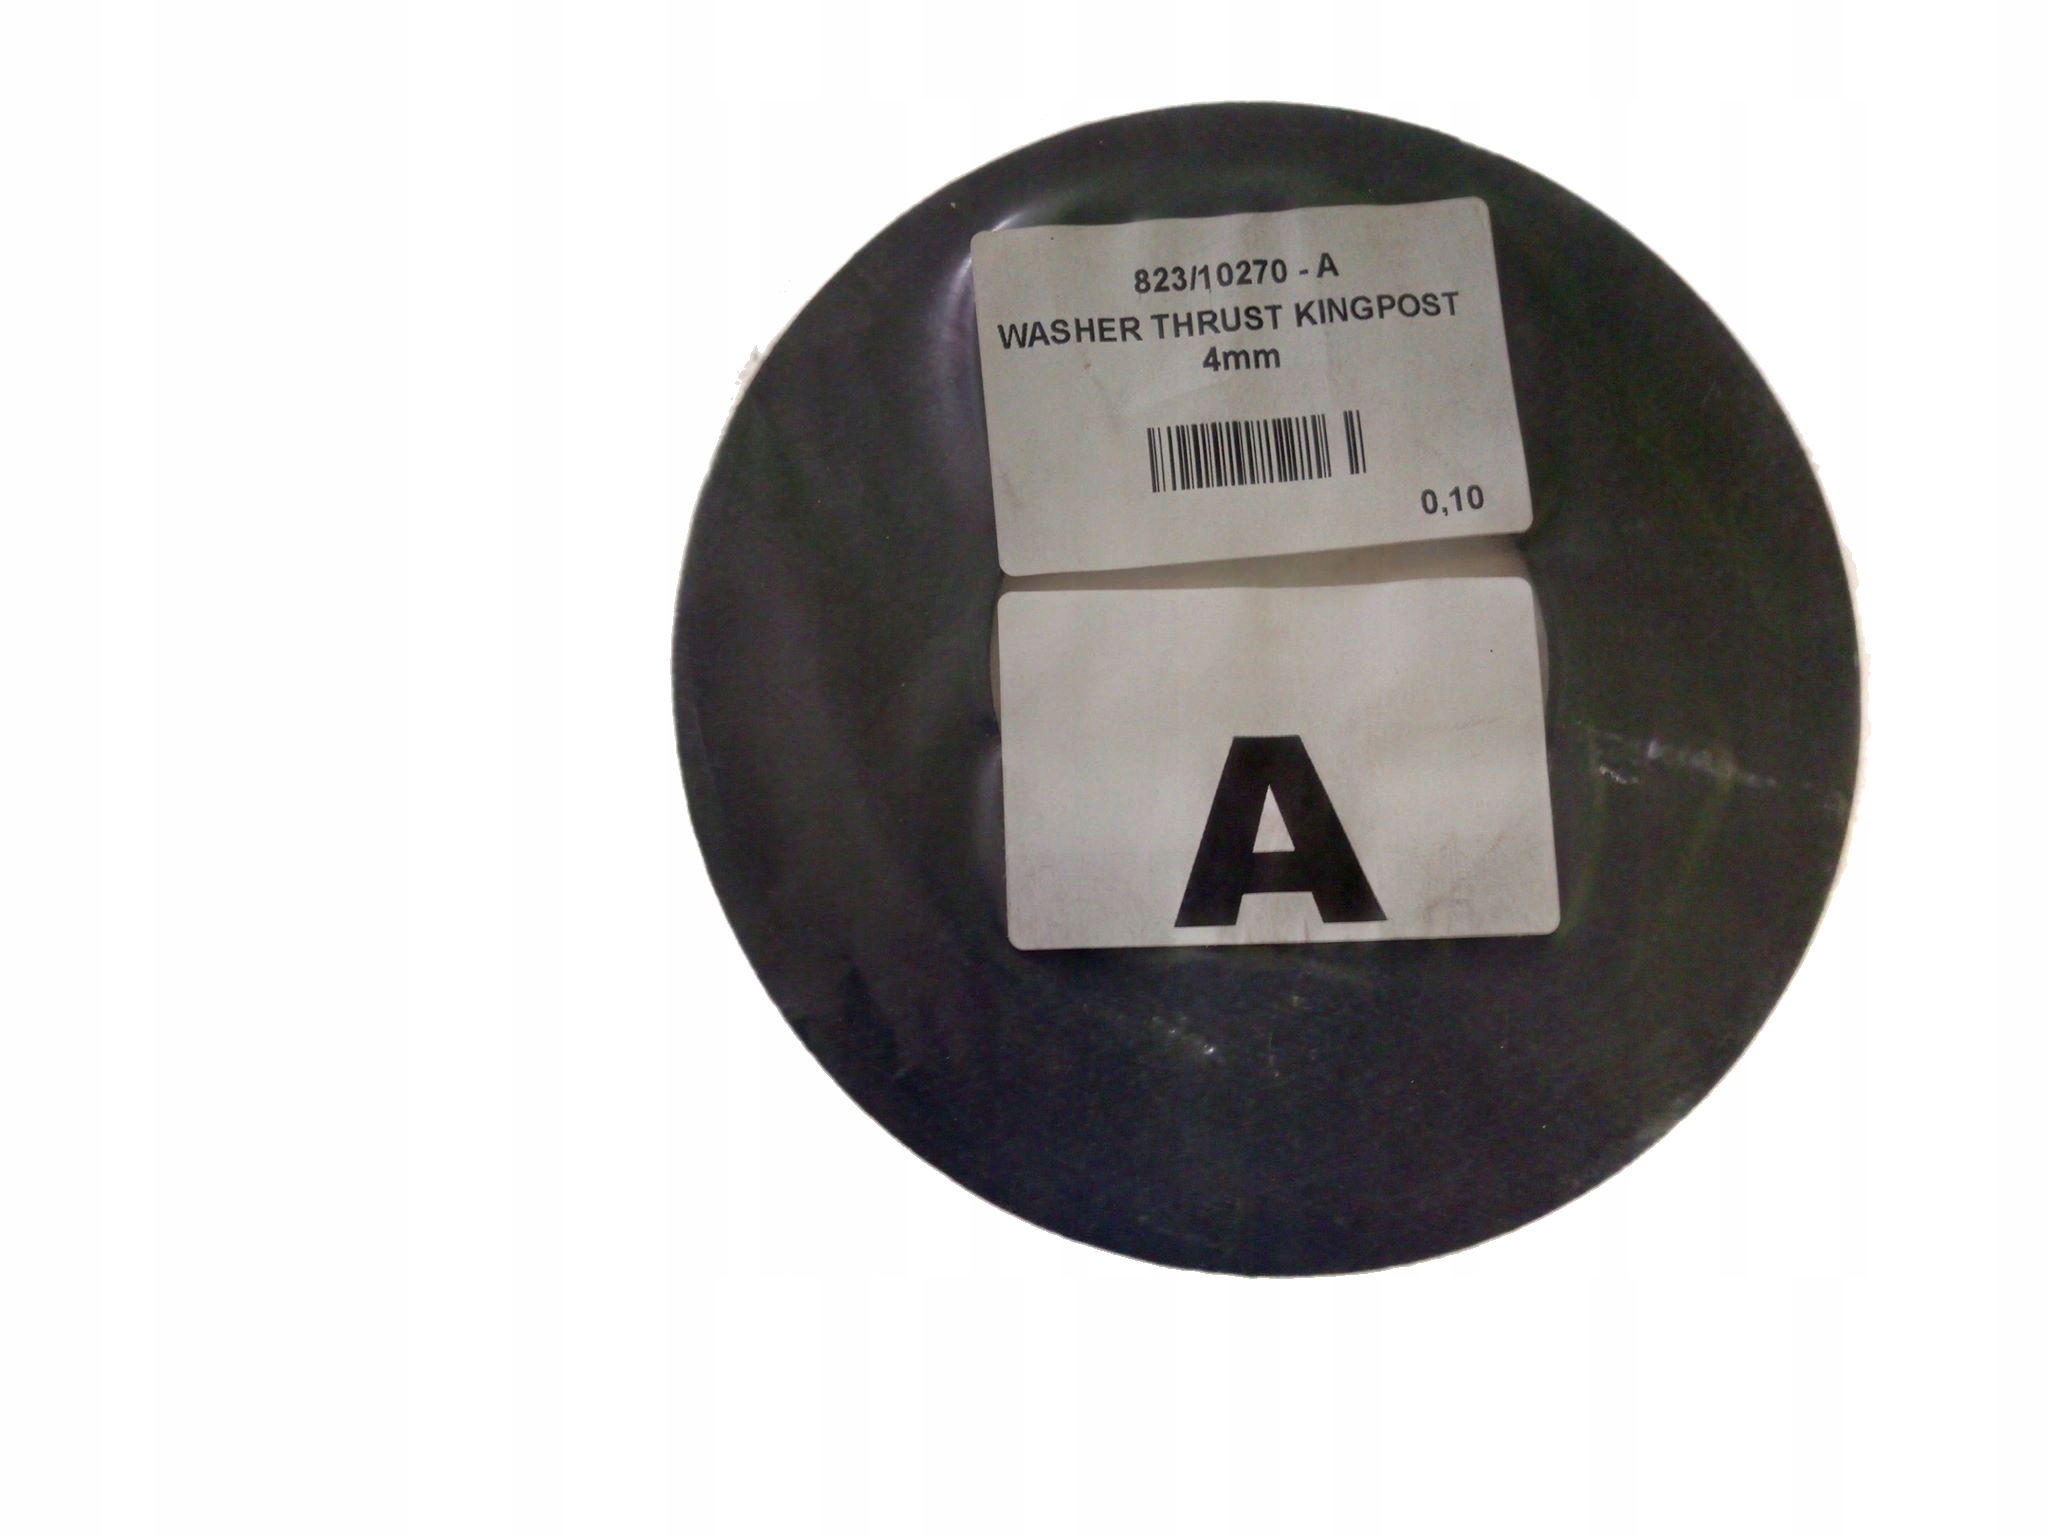 823/10270 - A
WASHER THRUST KINGPOST
4mm
0,10
A